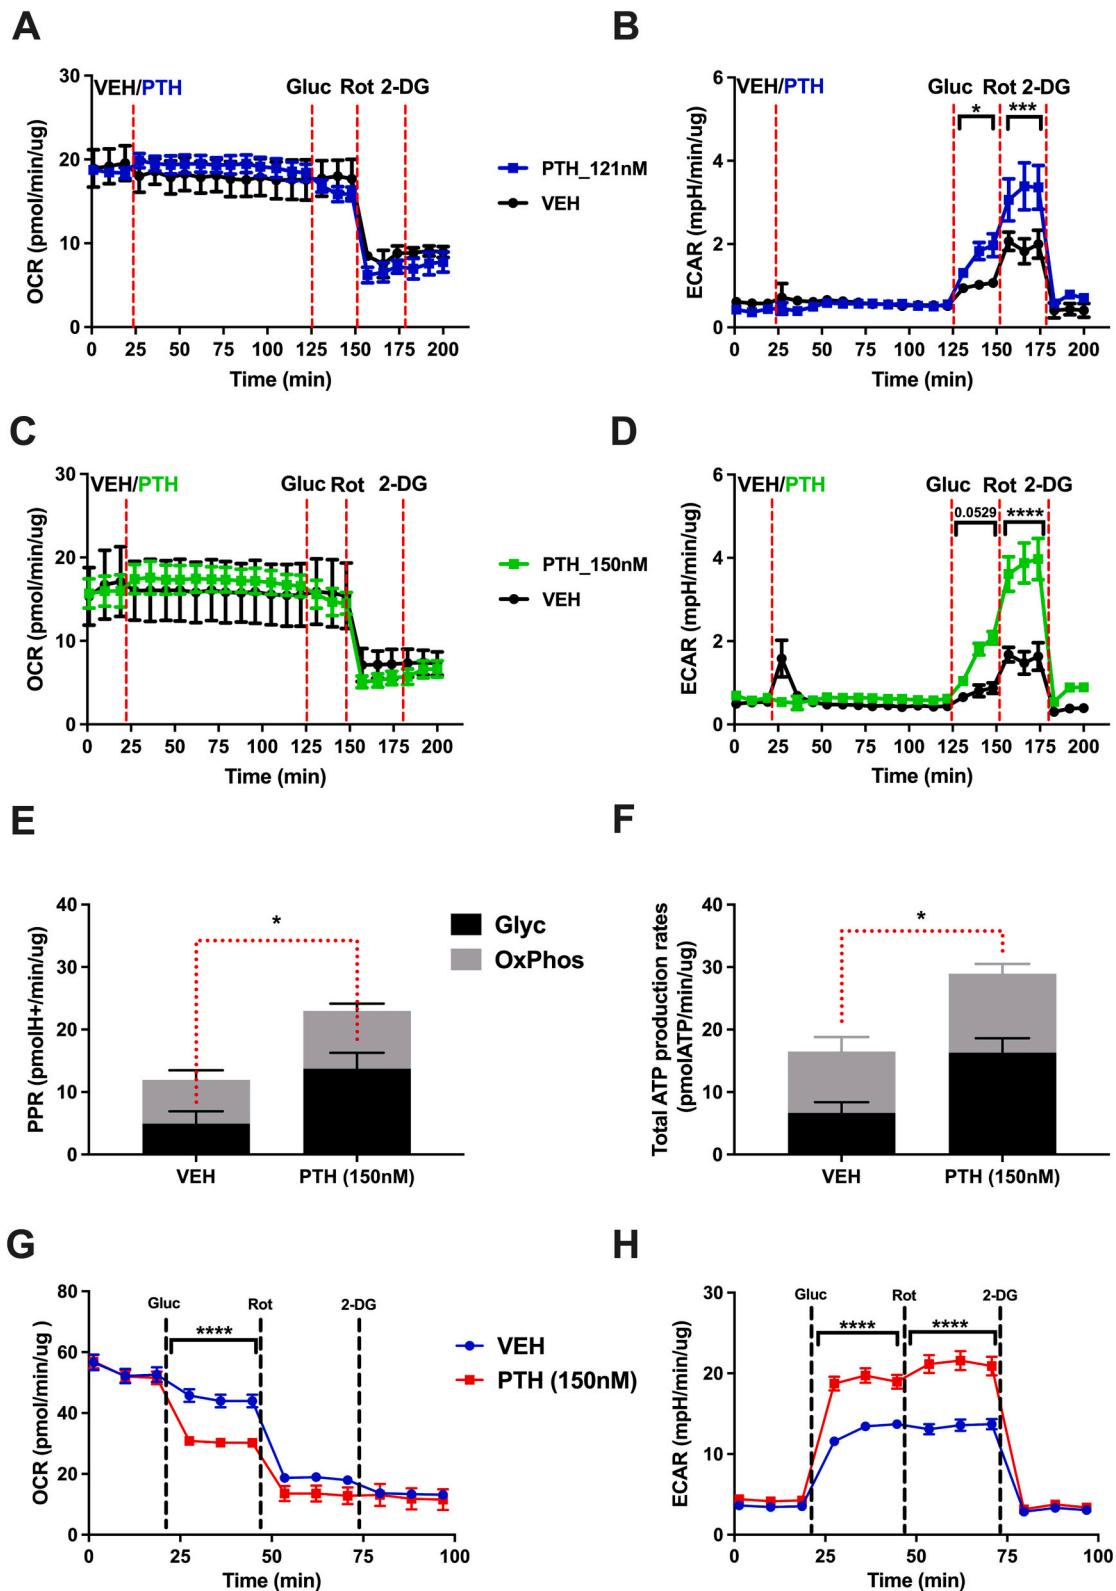 A
VEH/PTH
Gluc Rot 2-DG
OCR (pmol/min/ug)
30
20
10
0
0 25 50 75 100 125 150 175 200
Time (min)
PTH_121nM
VEH
B
VEH/PTH
Gluc Rot 2-DG
* ***
ECAR (mpH/min/ug)
6
4
2
0
0 25 50 75 100 125 150 175 200
Time (min)
C
VEH/PTH
Gluc Rot 2-DG
OCR (pmol/min/ug)
30
20
10
0
0 25 50 75 100 125 150 175 200
Time (min)
PTH_150nM
VEH
D
VEH/PTH
Gluc Rot 2-DG
0.0529 ****
ECAR (mpH/min/ug)
6
4
2
0
0 25 50 75 100 125 150 175 200
Time (min)
E
PPR (pmolH+/min/ug)
40
30
20
10
0
*
VEH PTH (150nM)
Glyc
OxPhos
F
Total ATP production rates
(pmolATP/min/ug)
40
30
20
10
0
*
VEH PTH (150nM)
G
Gluc Rot 2-DG
****
OCR (pmol/min/ug )
80
60
40
20
0
0 25 50 75 100
Time (min)
VEH
PTH (150nM)
H
Gluc Rot 2-DG
**** ****
ECAR (mpH/min/ug)
30
20
10
0
0 25 50 75 100
Time (min)